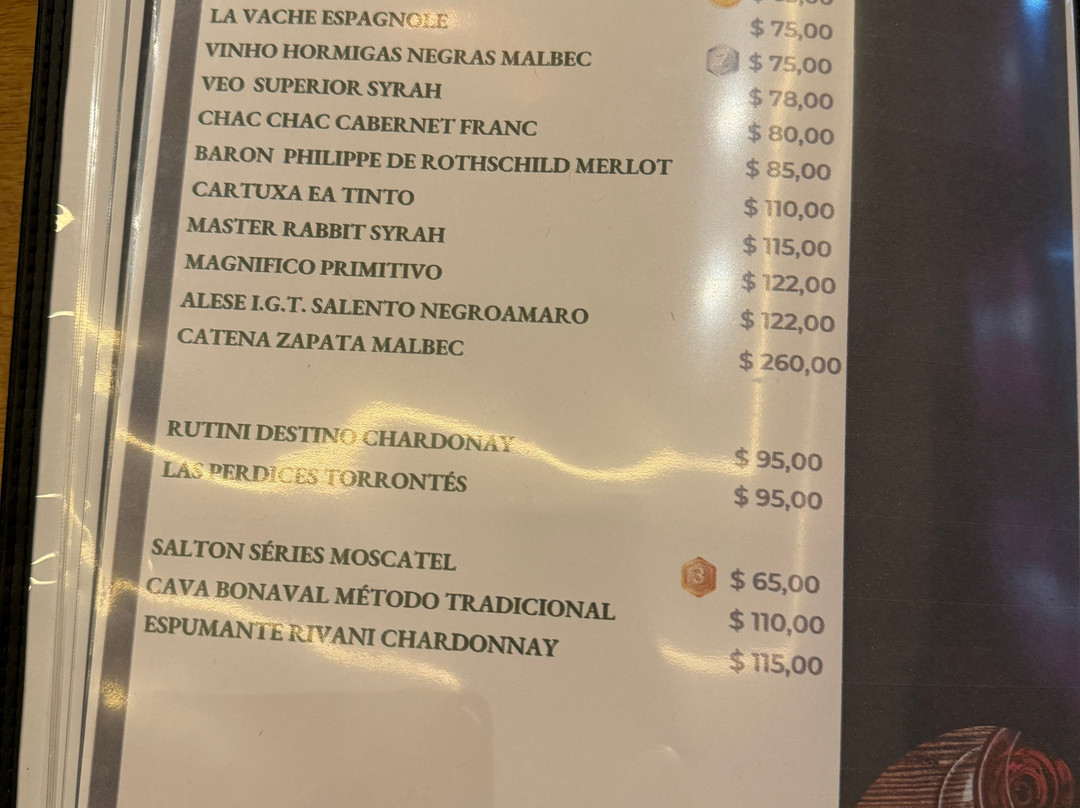 LA VACHE ESPAGNOLE $ 75,00
VINHO HORMIGAS NEGRAS MALBEC 2 $ 75,00
VEO SUPERIOR SYRAH $ 78,00
CHAC CHAC CABERNET FRANC $ 80,00
BARON PHILIPPE DE ROTHSCHILD MERLOT $ 85,00
CARTUXA EA TINTO $ 110,00
MASTER RABBIT SYRAH $ 115,00
MAGNIFICO PRIMITIVO $ 122,00
ALESE I.G.T. SALENTO NEGROAMARO $ 122,00
CATENA ZAPATA MALBEC $ 260,00
RUTINI DESTINO CHARDONAY $ 95,00
LAS PERDICES TORRONTÉS $ 95,00
SALTON SÉRIES MOSCATEL 3 $ 65,00
CAVA BONAVAL MÉTODO TRADICIONAL $ 110,00
ESPUMANTE RIVANI CHARDONNAY $ 115,00